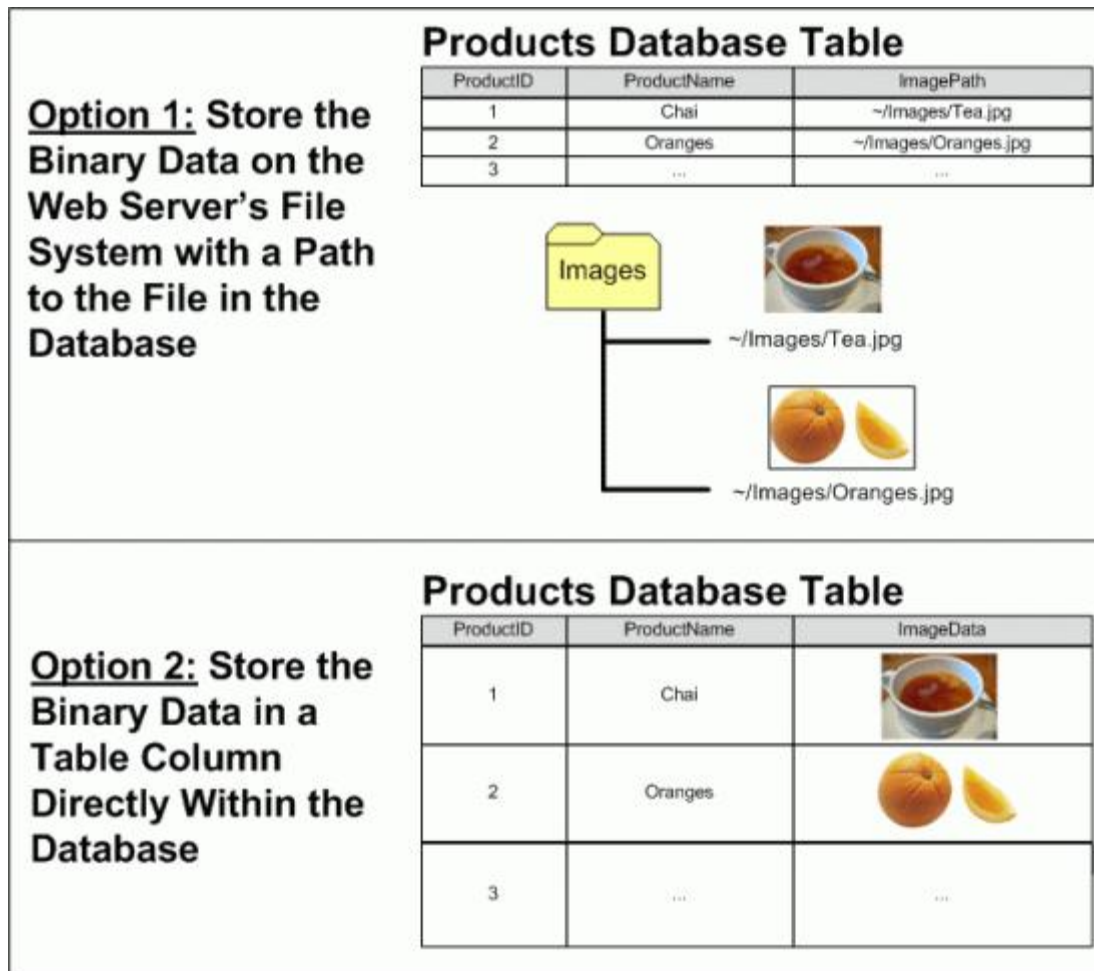 Option 1: Store the
Binary Data on the
Web Server's File
System with a Path
to the File in the
Database
Products Database Table
ProductID ProductName ImagePath
1 Chai ~/Images/Tea.jpg
2 Oranges ~/Images/Oranges.jpg
3 ... ...
Images
~/Images/Tea.jpg
~/Images/Oranges.jpg
Option 2: Store the
Binary Data in a
Table Column
Directly Within the
Database
Products Database Table
ProductID ProductName ImageData
1 Chai
2 Oranges
3 ... ...